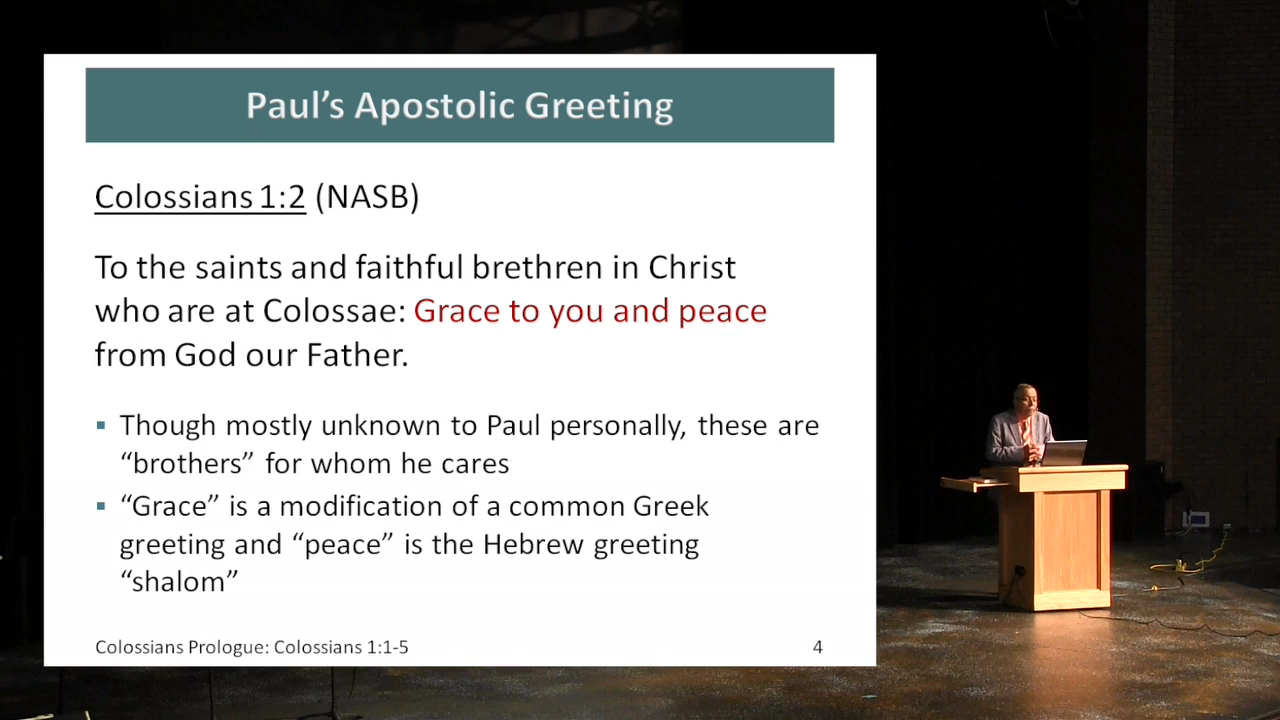 Paul’s Apostolic Greeting
Colossians 1:2 (NASB)
To the saints and faithful brethren in Christ
who are at Colossae: Grace to you and peace
from God our Father.
▪ Though mostly unknown to Paul personally, these are
“brothers” for whom he cares
▪ “Grace” is a modification of a common Greek
greeting and “peace” is the Hebrew greeting
“shalom”
Colossians Prologue: Colossians 1:1-5 4